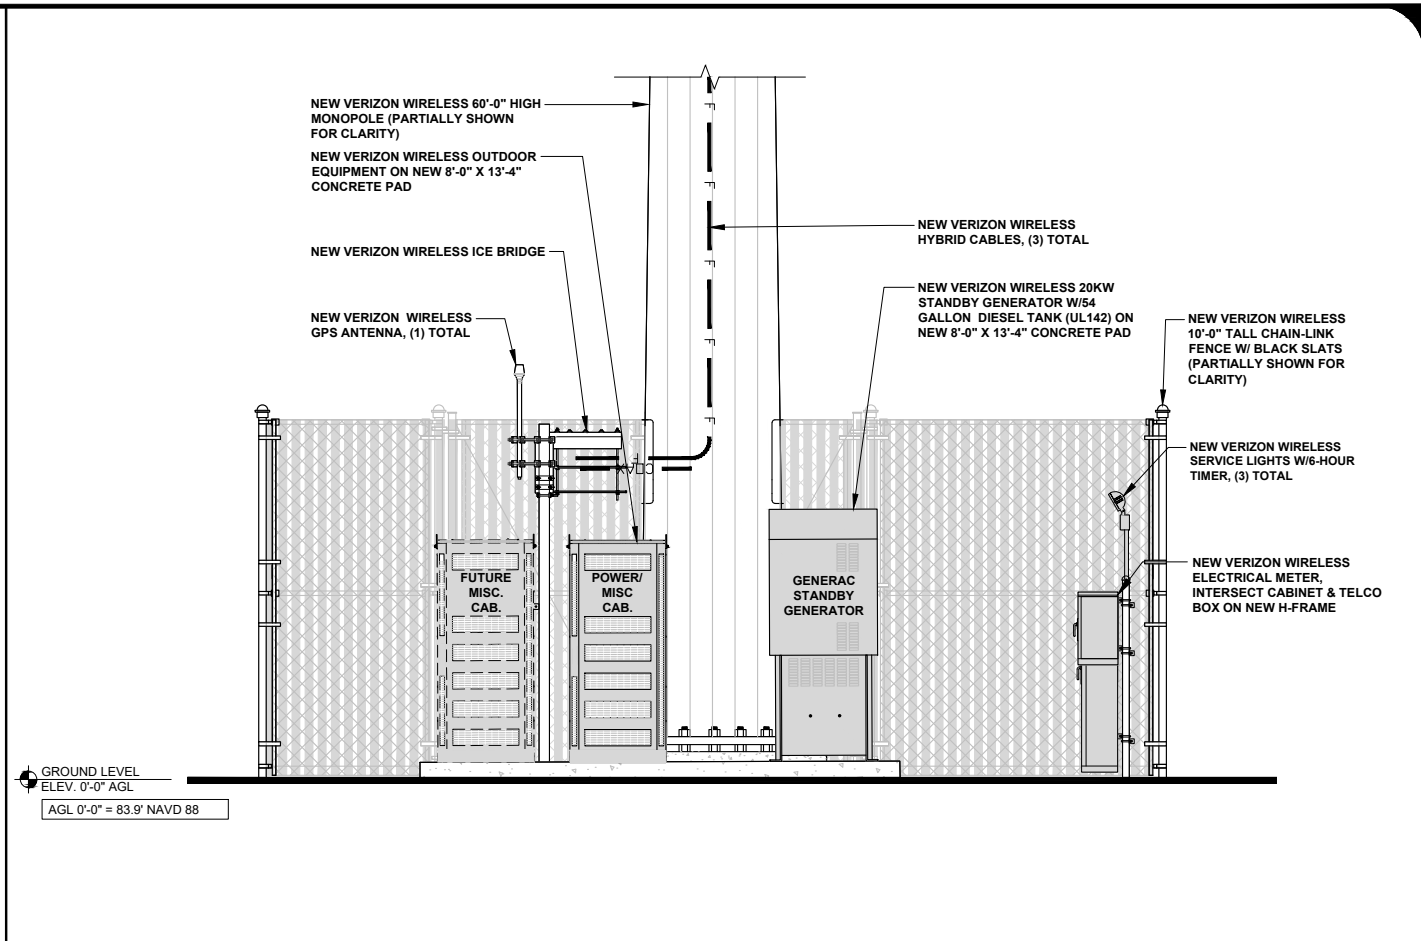 NEW VERIZON WIRELESS 60'-0" HIGH
MONOPOLE (PARTIALLY SHOWN
FOR CLARITY)
NEW VERIZON WIRELESS OUTDOOR
EQUIPMENT ON NEW 8'-0" X 13'-4"
CONCRETE PAD
NEW VERIZON WIRELESS ICE BRIDGE
NEW VERIZON WIRELESS
GPS ANTENNA, (1) TOTAL
NEW VERIZON WIRELESS
HYBRID CABLES, (3) TOTAL
NEW VERIZON WIRELESS 20KW
STANDBY GENERATOR W/54
GALLON DIESEL TANK (UL142) ON
NEW 8'-0" X 13'-4" CONCRETE PAD
NEW VERIZON WIRELESS
10'-0" TALL CHAIN-LINK
FENCE W/ BLACK SLATS
(PARTIALLY SHOWN FOR
CLARITY)
NEW VERIZON WIRELESS
SERVICE LIGHTS W/6-HOUR
TIMER, (3) TOTAL
NEW VERIZON WIRELESS
ELECTRICAL METER,
INTERSECT CABINET & TELCO
BOX ON NEW H-FRAME
FUTURE
MISC.
CAB.
POWER/
MISC
CAB.
GENERAC
STANDBY
GENERATOR
GROUND LEVEL
ELEV. 0'-0" AGL
AGL 0'-0" = 83.9' NAVD 88